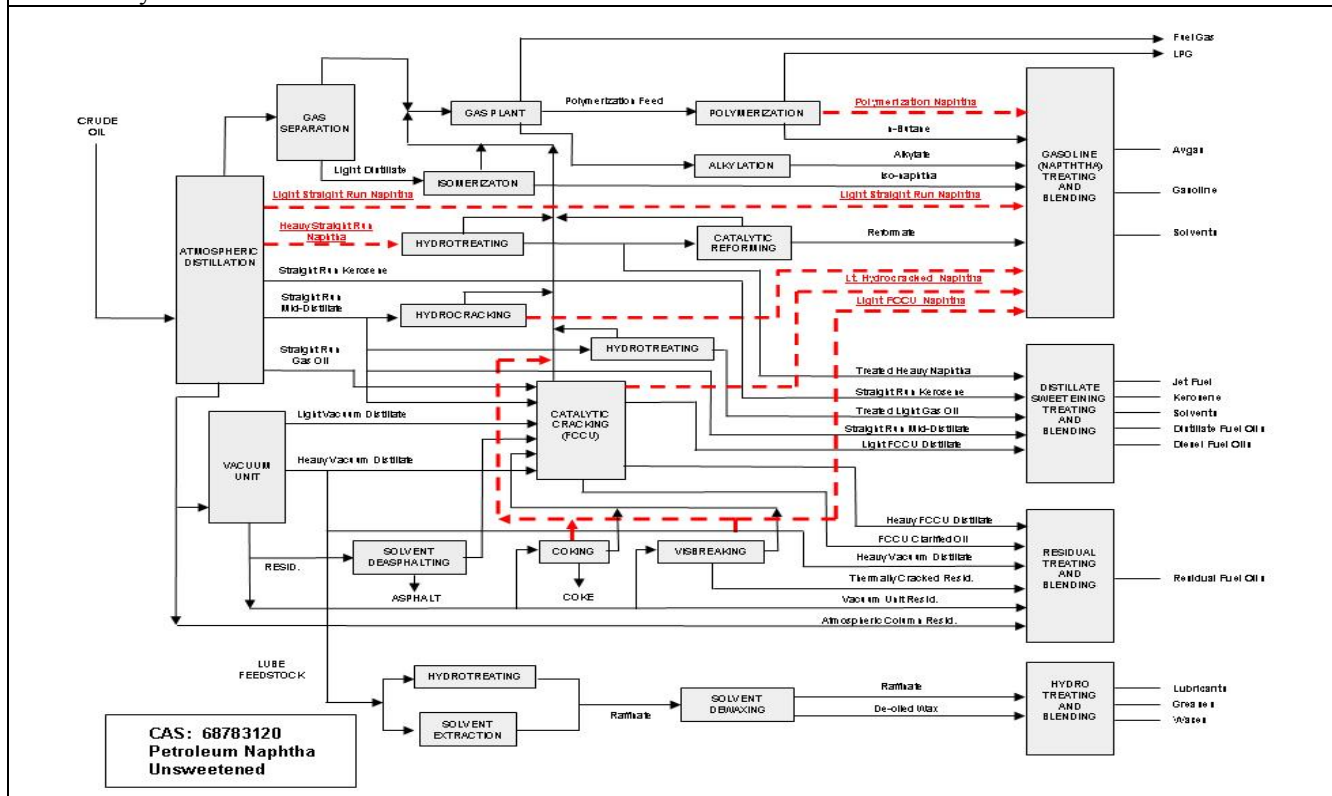 Fuel Gas
LPG
CRUDE
OIL
GAS
SEPARATION
GAS PLANT
Polymerization Feed
POLYMERIZATION
Polymerization Naphtha
n-Butane
GASOLINE
(NAPTHTHA)
TREATING
AND
BLENDING
Avgas
Gasoline
Solvents
Light Distillate
ISOMERIZATON
ALKYLATION
Alkylate
Iso-naphtha
Light Straight Run Naphtha
Light Straight Run Naphtha
ATMOSPHERIC
DISTILLATION
Heavy Straight Run
Naphtha
HYDROTREATING
CATALYTIC
REFORMING
Reformate
Straight Run Kerosene
Lt. Hydrocracked Naphtha
Straight Run
Mid-Distillate
HYDROCRACKING
Light FCCU Naphtha
Straight Run
Gas Oil
HYDROTREATING
Treated Heavy Naphtha
Straight Run Kerosene
Treated Light Gas Oil
Straight Run Mid-Distillate
Light FCCU Distillate
DISTILLATE
SWEETEINING
TREATING
AND
BLENDING
Jet Fuel
Kerosene
Solvents
Distillate Fuel Oils
Diesel Fuel Oils
Light Vacuum Distillate
CATALYTIC
CRACKING
(FCCU)
Heavy Vacuum Distillate
VACUUM
UNIT
Heavy FCCU Distillate
FCCU Clarified Oil
Heavy Vacuum Distillate
Thermally Cracked Resid.
Vacuum Unit Resid.
Atmospheric Column Resid.
RESIDUAL
TREATING
AND
BLENDING
Residual Fuel Oils
RESID.
SOLVENT
DEASPHALTING
ASPHALT
COKING
COKE
VISBREAKING
LUBE
FEEDSTOCK
HYDROTREATING
SOLVENT
EXTRACTION
Raffinate
SOLVENT
DEWAXING
Raffinate
De-oiled Wax
HYDRO
TREATING
AND
BLENDING
Lubricants
Greases
Waxes
CAS: 68783120
Petroleum Naphtha
Unsweetened